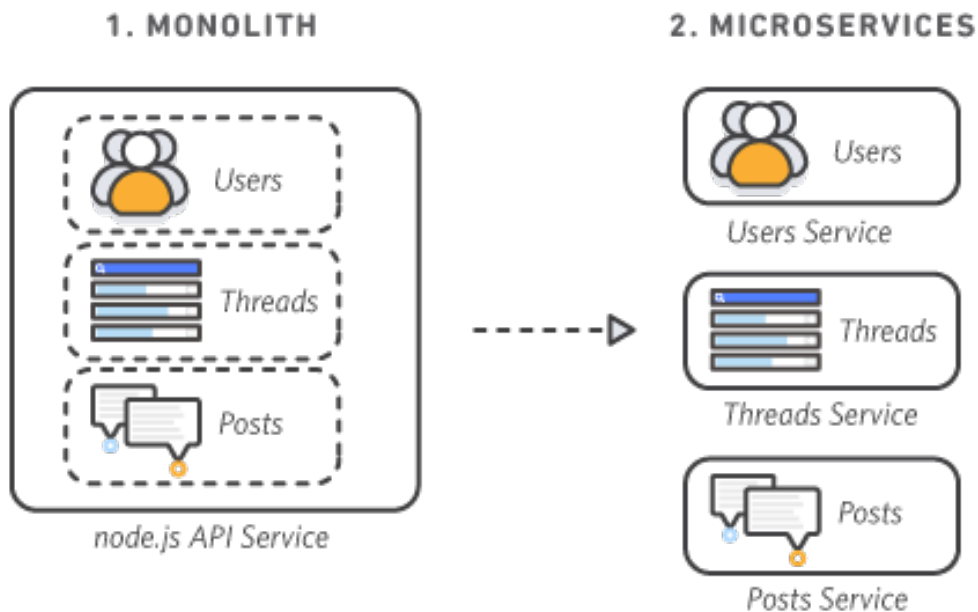 1. MONOLITH
Users
Threads
Posts
node.js API Service
2. MICROSERVICES
Users
Users Service
Threads
Threads Service
Posts
Posts Service